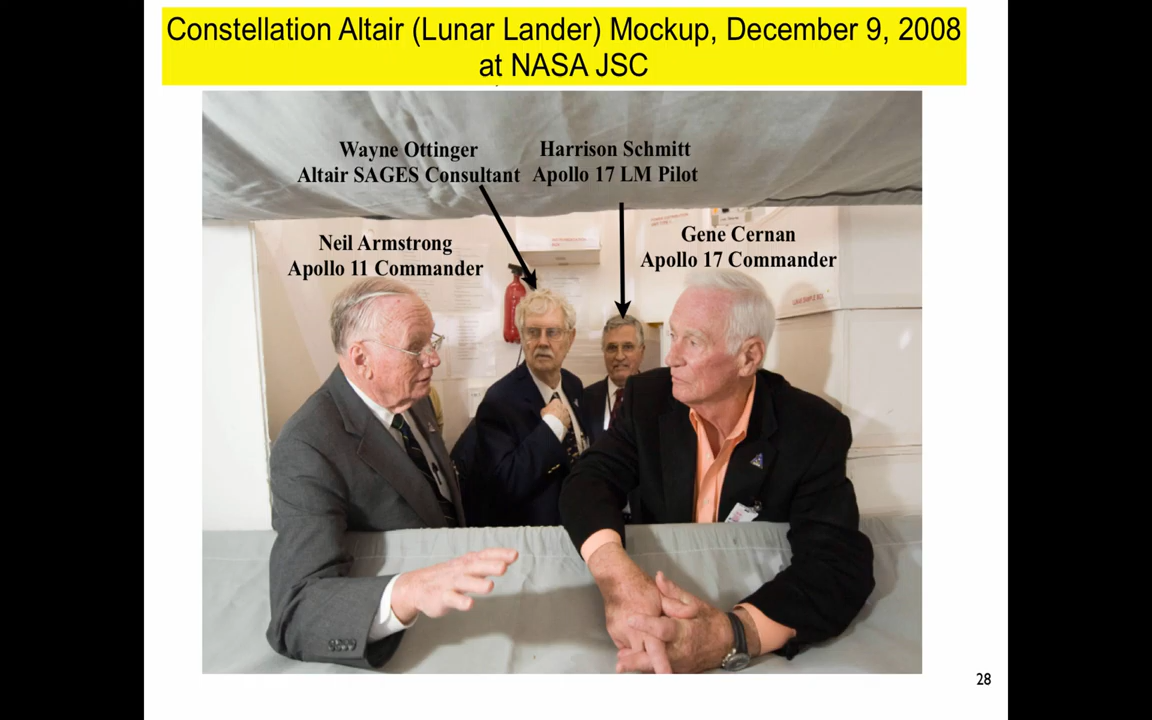 Constellation Altair (Lunar Lander) Mockup, December 9, 2008
at NASA JSC
Wayne Ottinger
Altair SAGES Consultant
Harrison Schmitt
Apollo 17 LM Pilot
Neil Armstrong
Apollo 11 Commander
Gene Cernan
Apollo 17 Commander
28